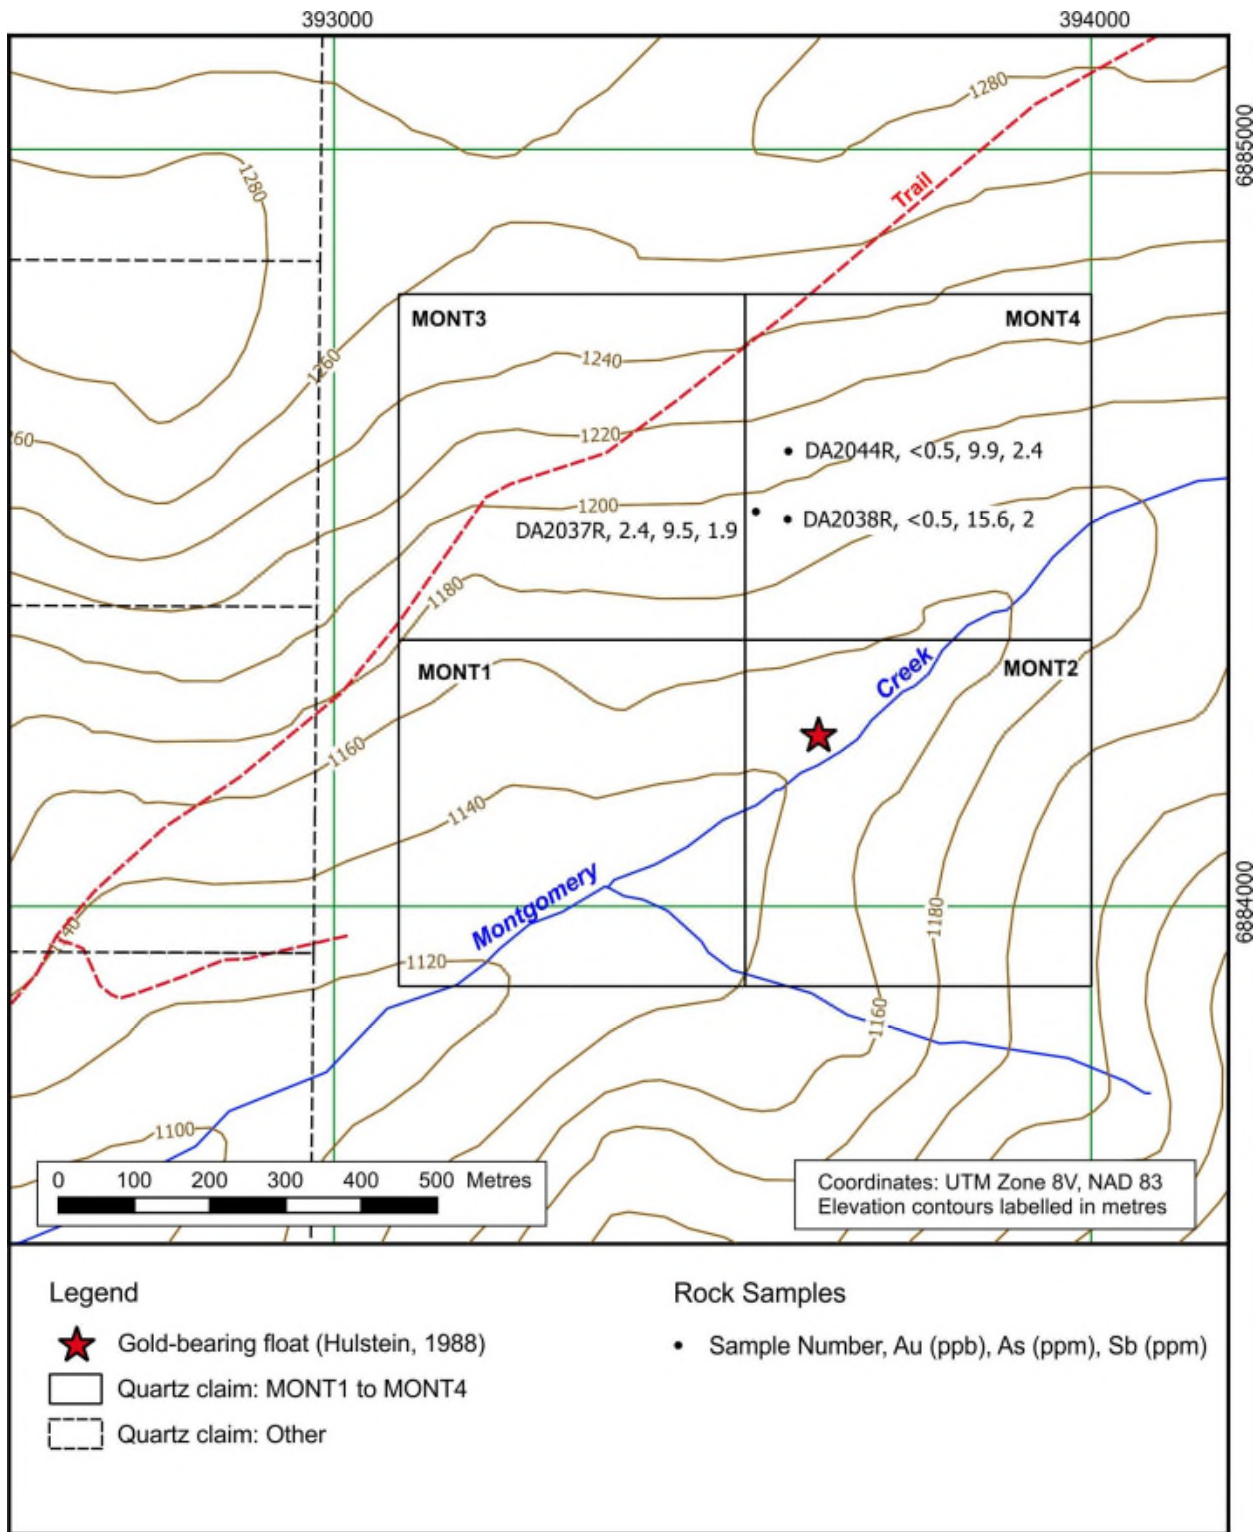 393000 394000
1280
6885000
1280
Trail
MONT3 MONT4
1260
1240
60
1220
DA2044R, <0.5, 9.9, 2.4
1200
DA2037R, 2.4, 9.5, 1.9 DA2038R, <0.5, 15.6, 2
1180
MONT1 Creek MONT2
1160
1140
Montgomery
1180
6884000
1140
1120
1160
1100
0 100 200 300 400 500 Metres
Coordinates: UTM Zone 8V, NAD 83
Elevation contours labelled in metres
Legend
Gold-bearing float (Hulstein, 1988)
Quartz claim: MONT1 to MONT4
Quartz claim: Other
Rock Samples
Sample Number, Au (ppb), As (ppm), Sb (ppm)